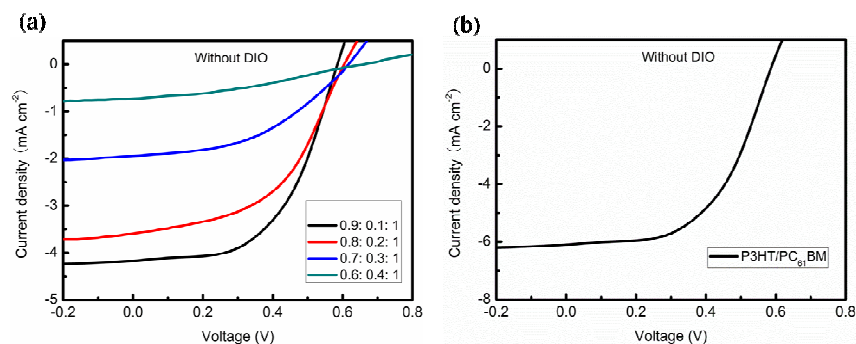 (a)
Without DIO
0
-1
-2
-3
-4
-5
Current density (mA cm-2)
0.9: 0.1: 1
0.8: 0.2: 1
0.7: 0.3: 1
0.6: 0.4: 1
-0.2 0.0 0.2 0.4 0.6 0.8
Voltage (V)
(b)
Without DIO
0
-2
-4
-6
-8
Current density (mA cm-2)
P3HT/PC61BM
-0.2 0.0 0.2 0.4 0.6 0.8
Voltage (V)